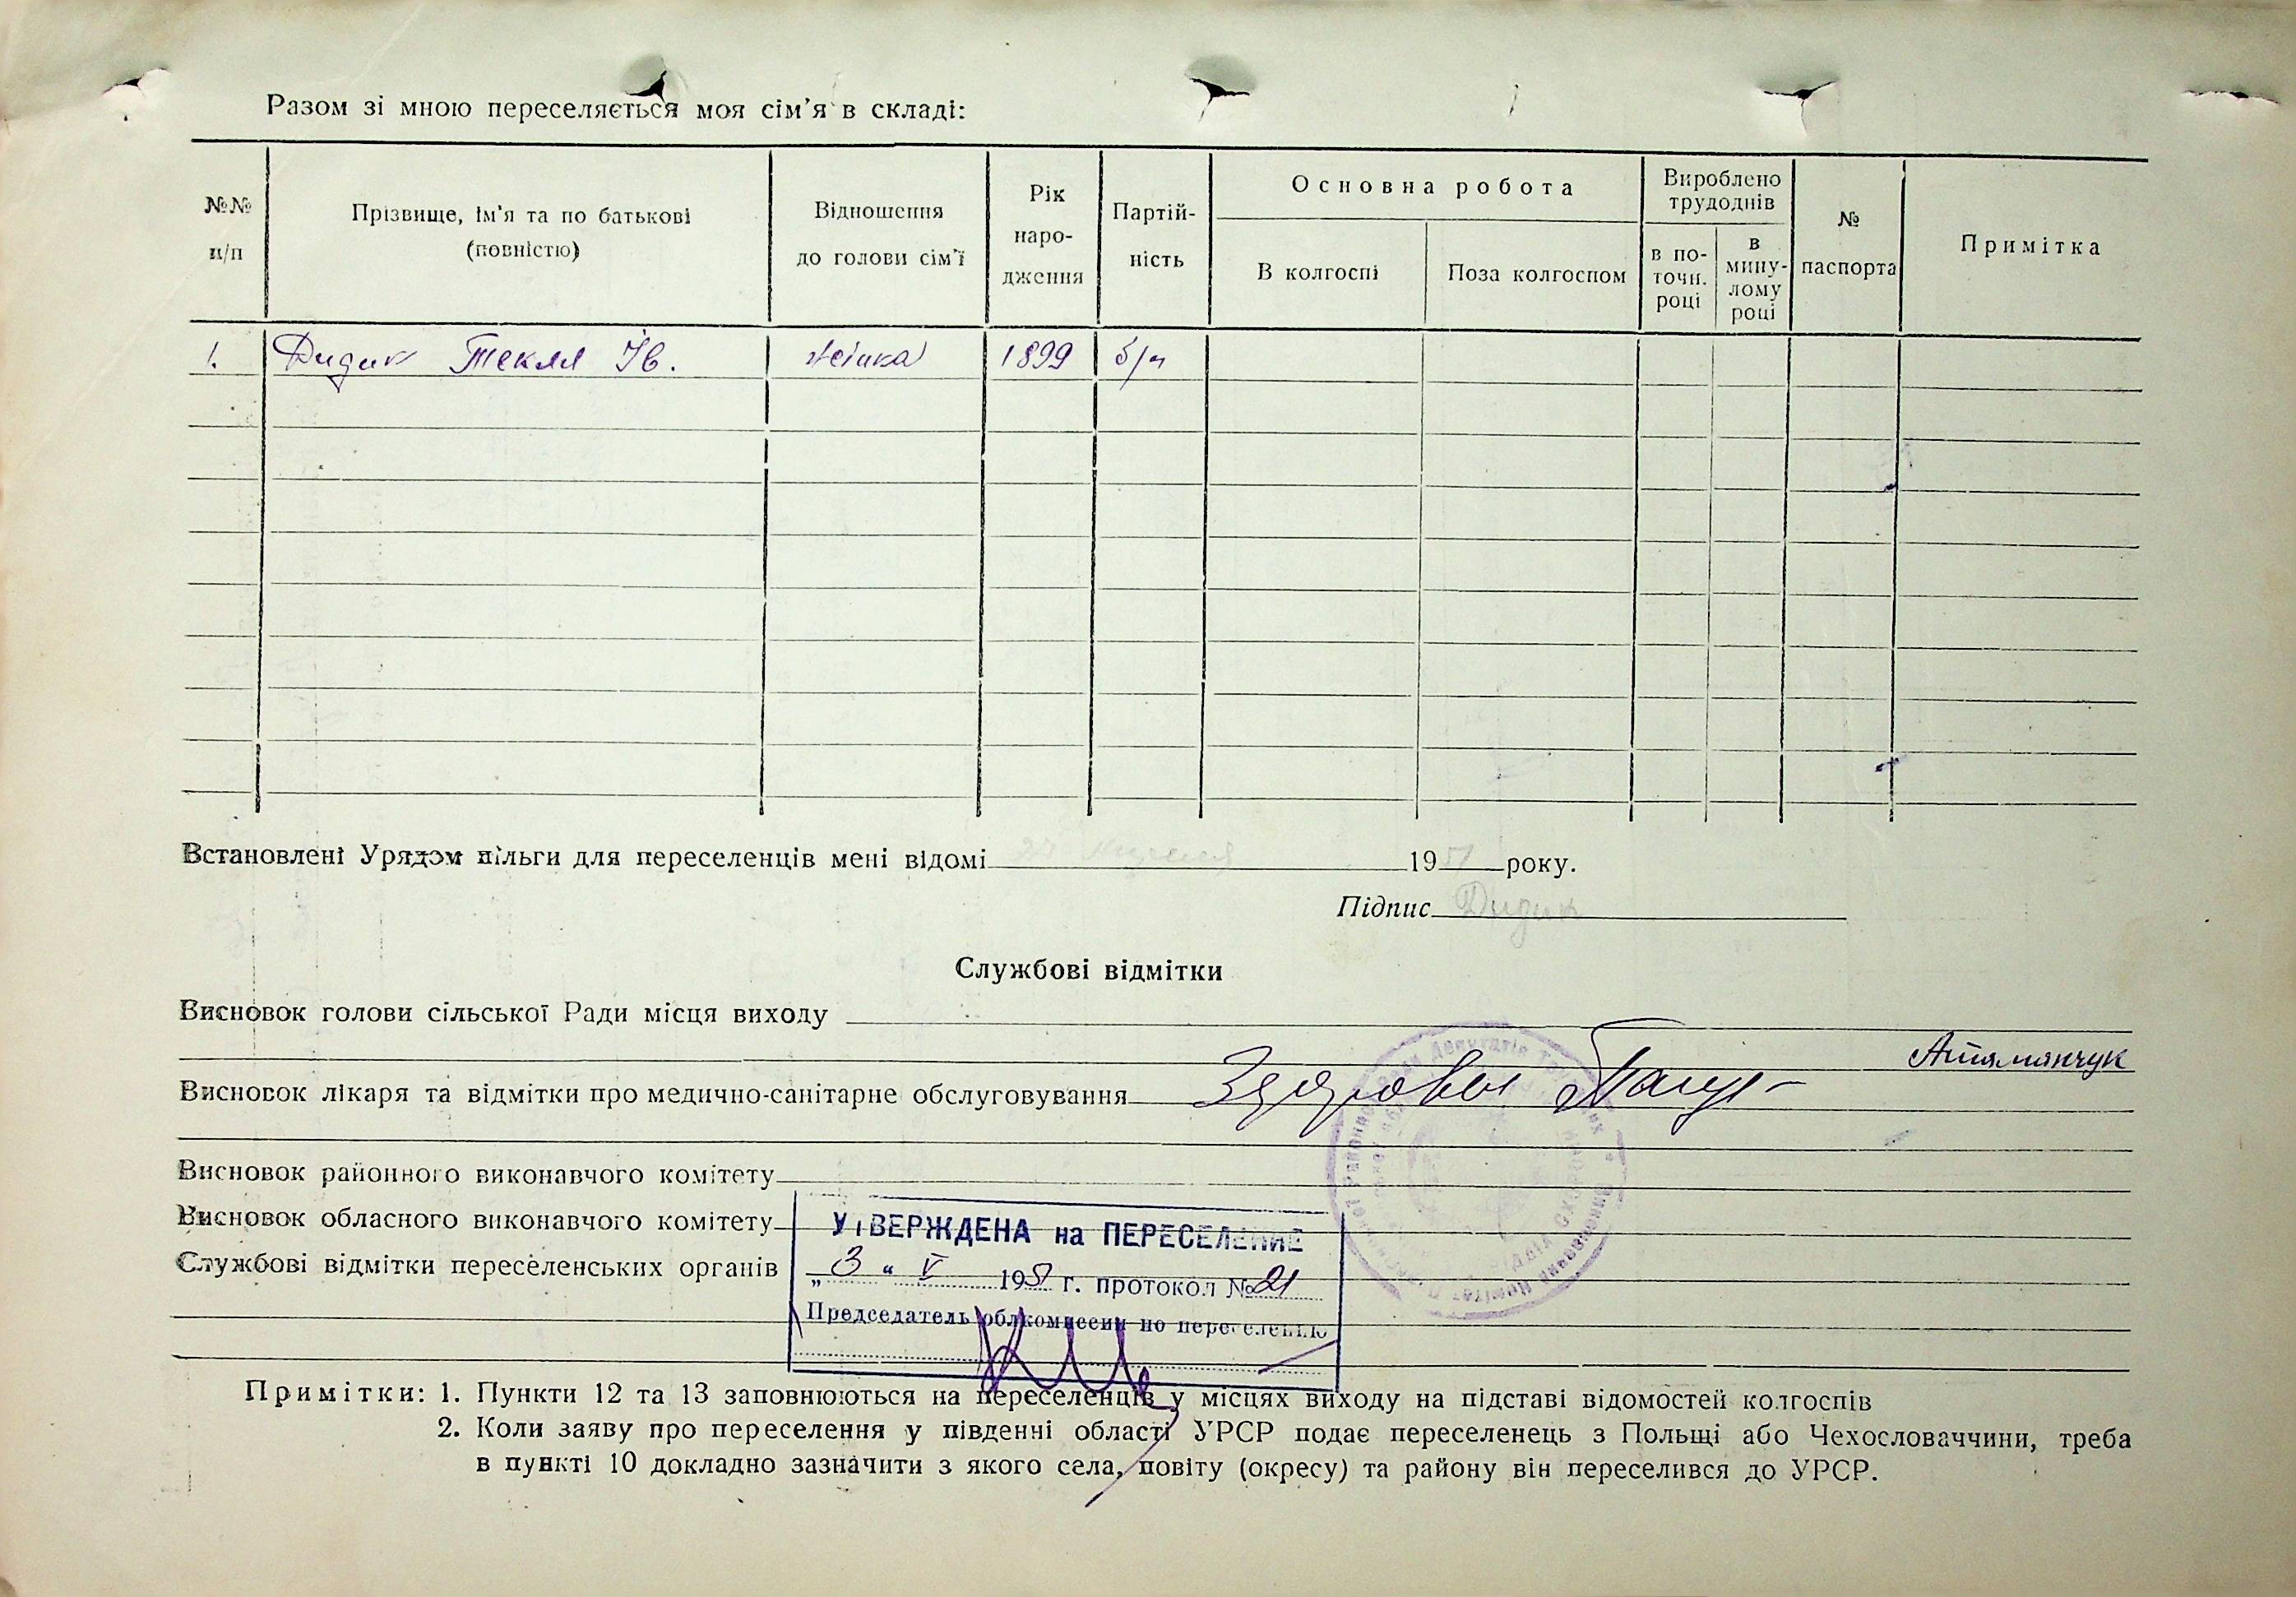 Разом зі мною переселяється моя сім'я в складі:
№№ п/п
Прізвище, ім'я та по батькові (повністю)
Відношення до голови сім'ї
Рік народження
Партійність
Основна робота
В колгоспі
Поза колгоспом
Вироблено трудоднів
в поточн. році
в минулому році
№ паспорта
Примітка
1. Дидик Текля Ів. жінка 1899 б/п
Встановлені Урядом пільги для переселенців мені відомі 1951 року.
Підпис Дидик
Службові відмітки
Висновок голови сільської Ради місця виходу
Атаманчук
Висновок лікаря та відмітки про медично-санітарне обслуговування Здоровы
Висновок районного виконавчого комітету
Висновок обласного виконавчого комітету
Службові відмітки переселенських органів
УТВЕРЖДЕНА на ПЕРЕСЕЛЕНИЕ
„3“ V 1951 г. протокол №21
Председатель облкомиссии по переселению
Примітки: 1. Пункти 12 та 13 заповнюються на переселенців у місцях виходу на підставі відомостей колгоспів
2. Коли заяву про переселення у південні області УРСР подає переселенець з Польщі або Чехословаччини, треба
в пункті 10 докладно зазначити з якого села, повіту (окресу) та району він переселився до УРСР.